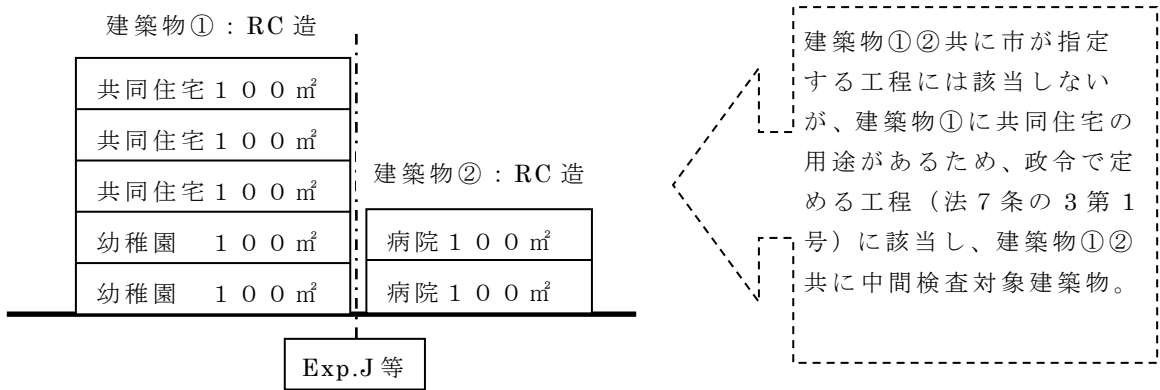 建築物①：RC造
共同住宅１００㎡
共同住宅１００㎡
共同住宅１００㎡
幼稚園　１００㎡
幼稚園　１００㎡
建築物②：RC造
病院１００㎡
病院１００㎡
Exp.J等
建築物①②共に市が指定
する工程には該当しない
が、建築物①に共同住宅の
用途があるため、政令で定
める工程（法7条の3第1
号）に該当し、建築物①②
共に中間検査対象建築物。